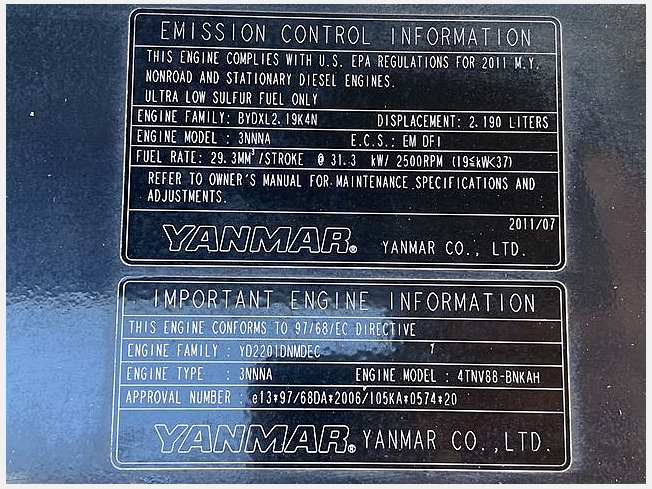 EMISSION CONTROL INFORMATION
THIS ENGINE COMPLIES WITH U.S. EPA REGULATIONS FOR 2011 M.Y.
NONROAD AND STATIONARY DIESEL ENGINES.
ULTRA LOW SULFUR FUEL ONLY
ENGINE FAMILY: BYDXL2.19K4N DISPLACEMENT: 2.190 LITERS
ENGINE MODEL : 3NNNA E.C.S.: EM DFI
FUEL RATE: 29.3MM³/STROKE @ 31.3 kW/ 2500RPM (19≤kW<37)
REFER TO OWNER'S MANUAL FOR MAINTENANCE SPECIFICATIONS AND
ADJUSTMENTS.
2011/07
YANMAR® YANMAR CO., LTD.
IMPORTANT ENGINE INFORMATION
THIS ENGINE CONFORMS TO 97/68/EC DIRECTIVE
ENGINE FAMILY : YD2201DNMDEC 1
ENGINE TYPE : 3NNNA ENGINE MODEL : 4TNV88-BNKAH
APPROVAL NUMBER : e13*97/68DA*2006/105KA*0574*20
YANMAR® YANMAR CO.,LTD.